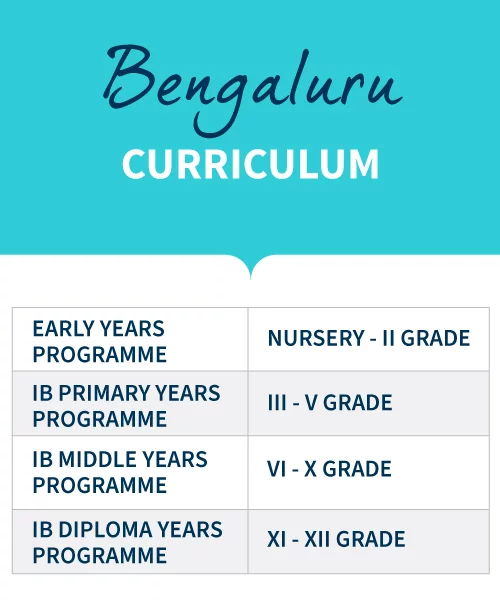 Bengaluru
CURRICULUM
EARLY YEARS
PROGRAMME
NURSERY - II GRADE
IB PRIMARY YEARS
PROGRAMME
III - V GRADE
IB MIDDLE YEARS
PROGRAMME
VI - X GRADE
IB DIPLOMA YEARS
PROGRAMME
XI - XII GRADE